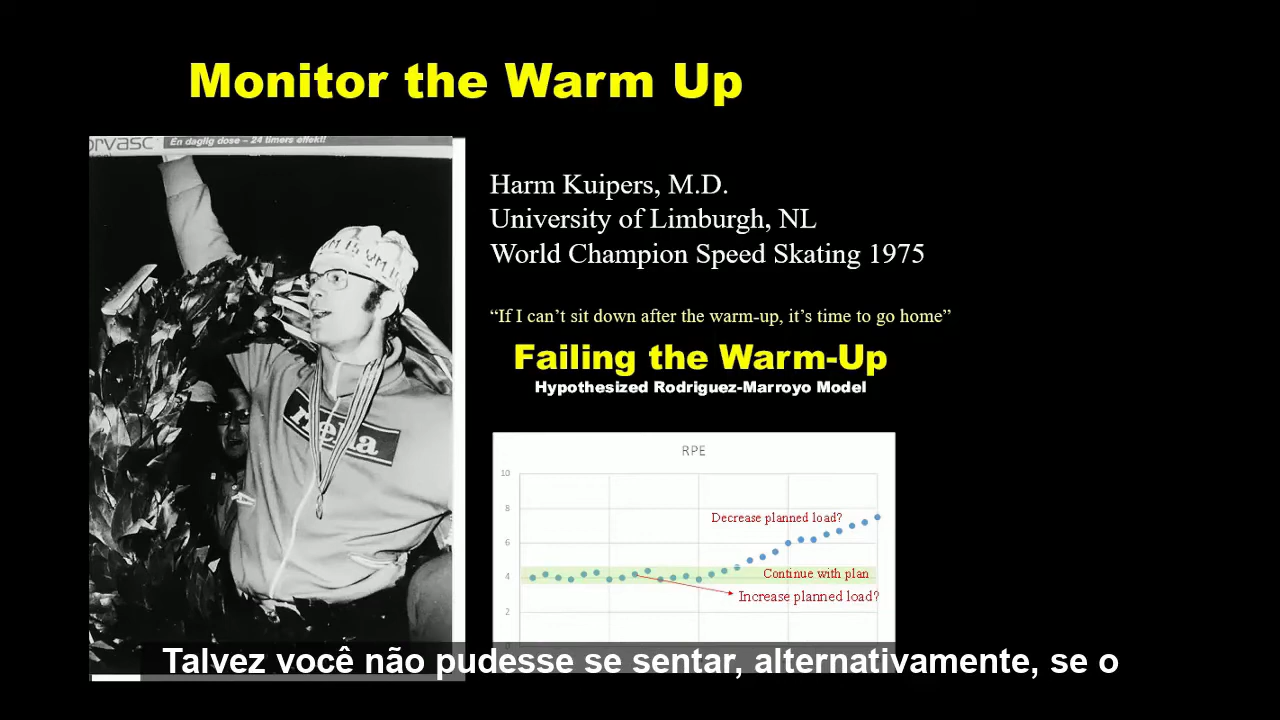 Monitor the Warm Up
orvasc
En daglig dose – 24 timers effekt!
Harm Kuipers, M.D.
University of Limburgh, NL
World Champion Speed Skating 1975
“If I can’t sit down after the warm-up, it’s time to go home”
Failing the Warm-Up
Hypothesized Rodriguez-Marroyo Model
RPE
10
8
6
4
2
Decrease planned load?
Continue with plan
Increase planned load?
Talvez você não pudesse se sentar, alternativamente, se o